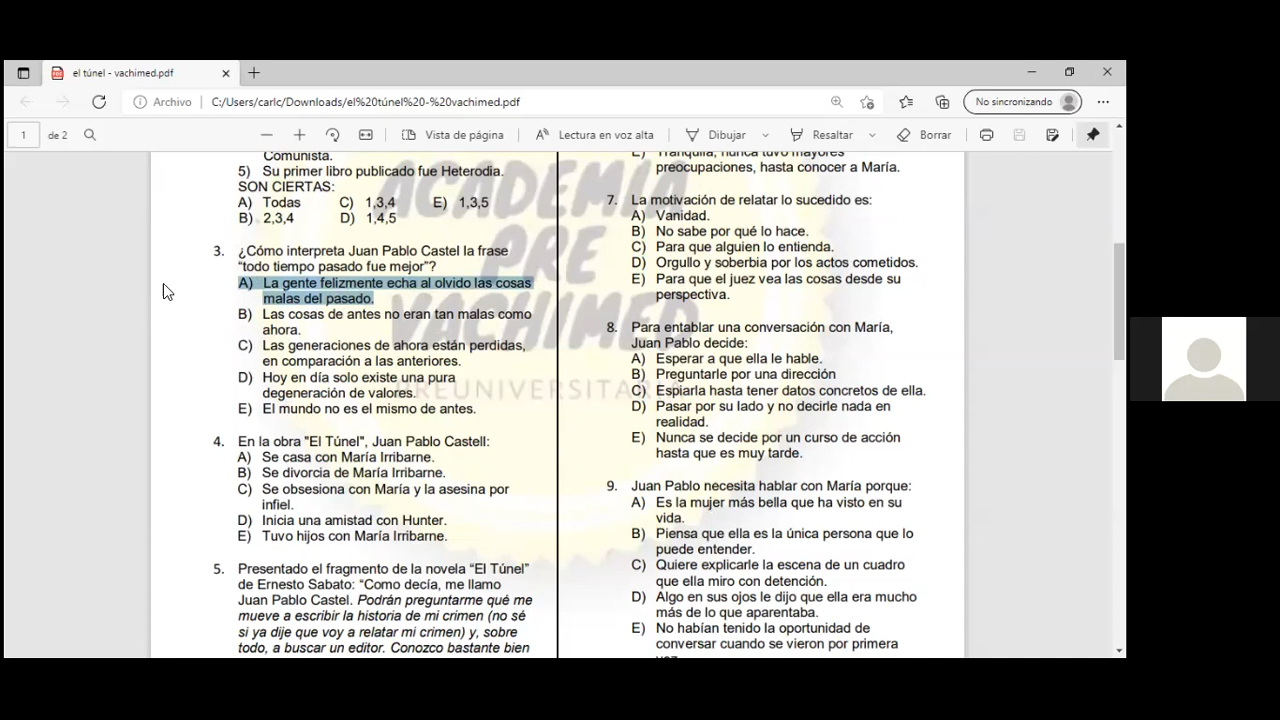 el túnel - vachimed.pdf
Archivo
C:/Users/carlc/Downloads/el%20túnel%20-%20vachimed.pdf
No sincronizando
1
de 2
Vista de página
Lectura en voz alta
Dibujar
Resaltar
Borrar
Comunista.
5) Su primer libro publicado fue Heterodia.
SON CIERTAS:
A) Todas C) 1,3,4 E) 1,3,5
B) 2,3,4 D) 1,4,5
3. ¿Cómo interpreta Juan Pablo Castel la frase
“todo tiempo pasado fue mejor”?
A) La gente felizmente echa al olvido las cosas
malas del pasado.
B) Las cosas de antes no eran tan malas como
ahora.
C) Las generaciones de ahora están perdidas,
en comparación a las anteriores.
D) Hoy en día solo existe una pura
degeneración de valores.
E) El mundo no es el mismo de antes.
4. En la obra "El Túnel", Juan Pablo Castell:
A) Se casa con María Irribarne.
B) Se divorcia de María Irribarne.
C) Se obsesiona con María y la asesina por
infiel.
D) Inicia una amistad con Hunter.
E) Tuvo hijos con María Irribarne.
5. Presentado el fragmento de la novela “El Túnel”
de Ernesto Sabato: “Como decía, me llamo
Juan Pablo Castel. Podrán preguntarme qué me
mueve a escribir la historia de mi crimen (no sé
si ya dije que voy a relatar mi crimen) y, sobre
todo, a buscar un editor. Conozco bastante bien
E) Tranquila, nunca tuvo mayores
preocupaciones, hasta conocer a María.
7. La motivación de relatar lo sucedido es:
A) Vanidad.
B) No sabe por qué lo hace.
C) Para que alguien lo entienda.
D) Orgullo y soberbia por los actos cometidos.
E) Para que el juez vea las cosas desde su
perspectiva.
8. Para entablar una conversación con María,
Juan Pablo decide:
A) Esperar a que ella le hable.
B) Preguntarle por una dirección
C) Espiarla hasta tener datos concretos de ella.
D) Pasar por su lado y no decirle nada en
realidad.
E) Nunca se decide por un curso de acción
hasta que es muy tarde.
9. Juan Pablo necesita hablar con María porque:
A) Es la mujer más bella que ha visto en su
vida.
B) Piensa que ella es la única persona que lo
puede entender.
C) Quiere explicarle la escena de un cuadro
que ella miro con detención.
D) Algo en sus ojos le dijo que ella era mucho
más de lo que aparentaba.
E) No habían tenido la oportunidad de
conversar cuando se vieron por primera
vez.
ACADEMIA
PRE
VACHIMED
PREUNIVERSITARIA